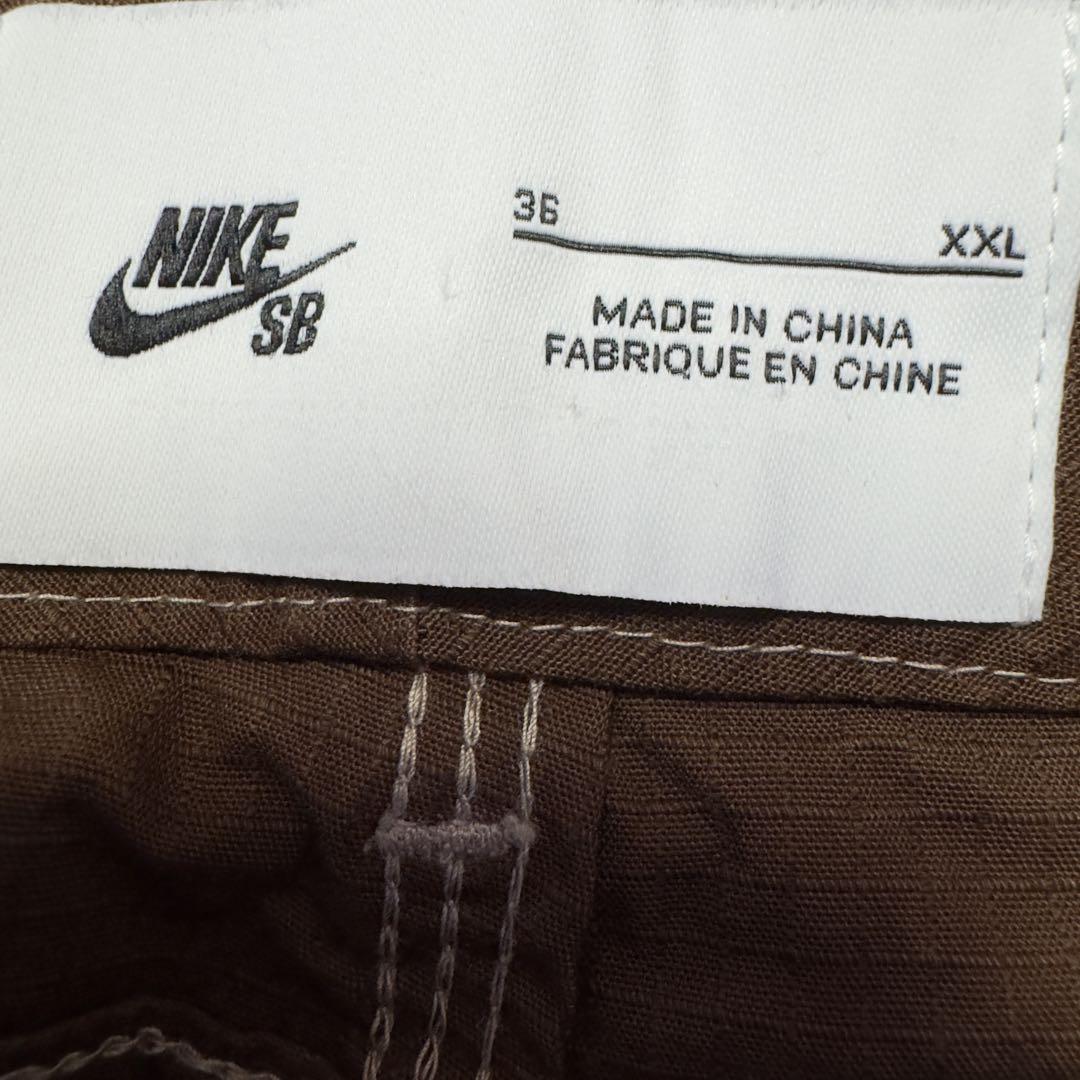 NIKE
SB
36
XXL
MADE IN CHINA
FABRIQUE EN CHINE